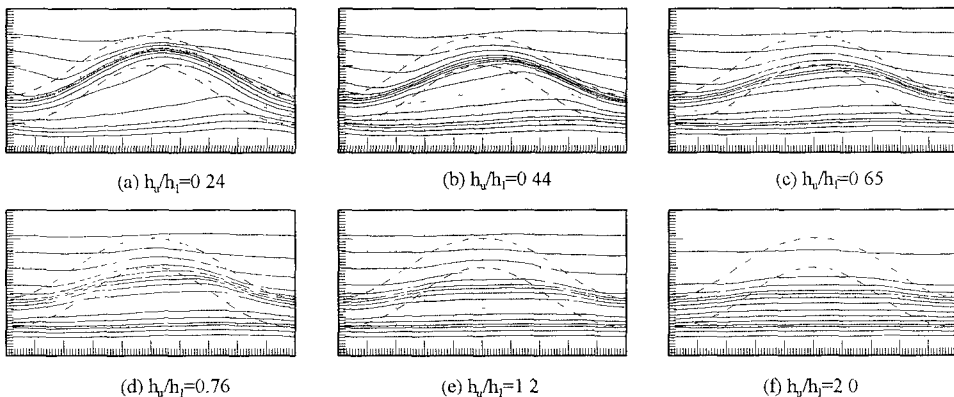 (a) h_u/h_l=0 24
(b) h_u/h_l=0 44
(c) h_u/h_l=0 65
(d) h_u/h_l=0.76
(e) h_u/h_l=1 2
(f) h_u/h_l=2 0